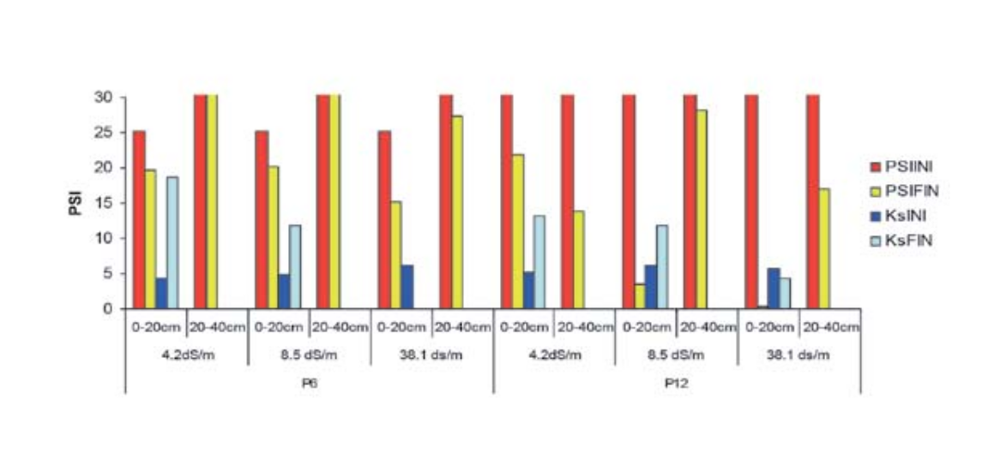 30
25
20
15
10
5
0
PSI
0-20cm 20-40cm 0-20cm 20-40cm 0-20cm 20-40cm 0-20cm 20-40cm 0-20cm 20-40cm 0-20cm 20-40cm
4.2dS/m 8.5 dS/m 38.1 ds/m 4.2dS/m 8.5 dS/m 38.1 ds/m
P6 P12
PSIINI
PSIFIN
KsINI
KsFIN